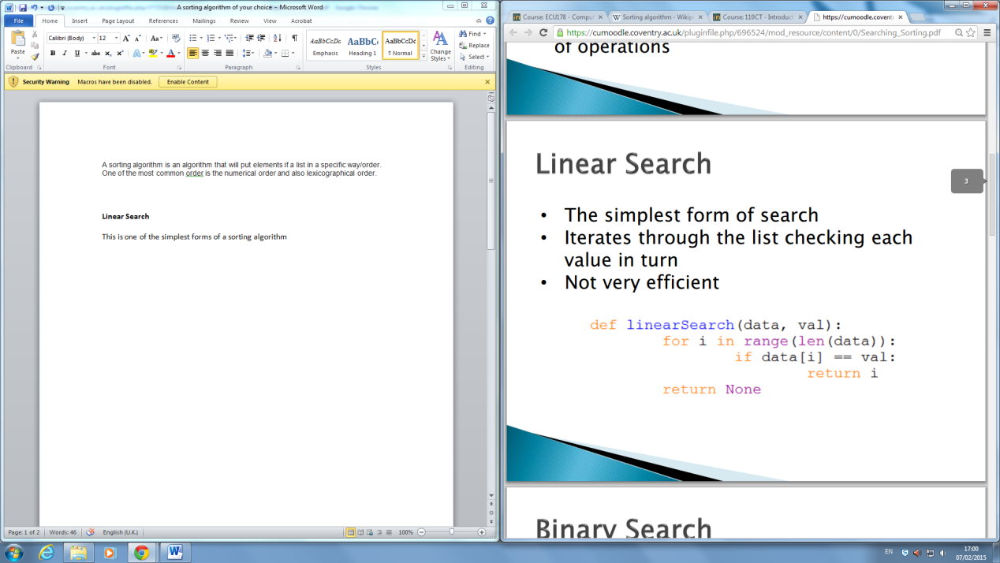 A sorting algorithm of your choice - Microsoft Word
File Home Insert Page Layout References Mailings Review View Acrobat
Paste
Clipboard
Calibri (Body) 12
Font
Paragraph
AaBbCcDc AaBbC AaBbCcDc
Emphasis Heading 1 ¶ Normal
Styles
Change
Styles
Find
Replace
Select
Editing
Security Warning Macros have been disabled. Enable Content
A sorting algorithm is an algorithm that will put elements if a list in a specific way/order.
One of the most common order is the numerical order and also lexicographical order.
Linear Search
This is one of the simplest forms of a sorting algorithm
Page: 1 of 2 Words: 46 English (U.K.) 100%
Course: ECU178 - Comput
Sorting algorithm - Wikip
Course: 110CT - Introduct
https://cumoodle.coventr
https://cumoodle.coventry.ac.uk/pluginfile.php/696524/mod_resource/content/0/Searching_Sorting.pdf
of operations
3
Linear Search
• The simplest form of search
• Iterates through the list checking each
value in turn
• Not very efficient
def linearSearch(data, val):
for i in range(len(data)):
if data[i] == val:
return i
return None
Binary Search
EN
17:00
07/02/2015